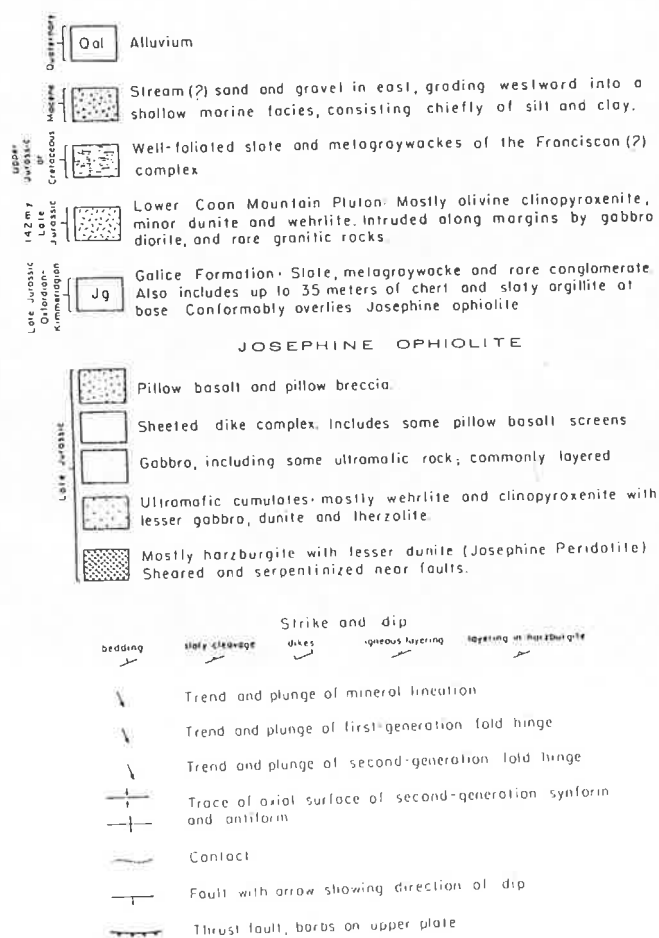 Quaternary
Qal
Alluvium
Miocene
Stream (?) sand and gravel in east, grading westward into a
shallow marine facies, consisting chiefly of silt and clay.
Upper
Jurassic
or
Cretaceous
Well-foliated slate and metagraywackes of the Franciscan (?)
complex
142 my
Late
Jurassic
Lower Coon Mountain Pluton. Mostly olivine clinopyroxenite,
minor dunite and wehrlite. Intruded along margins by gabbro
diorite, and rare granitic rocks
Late Jurassic
Oxfordian-
Kimmeridgian
Jg
Galice Formation. Slate, metagraywacke and rare conglomerate
Also includes up to 35 meters of chert and slaty argillite at
base Conformably overlies Josephine ophiolite
JOSEPHINE OPHIOLITE
Late Jurassic
Pillow basalt and pillow breccia.
Sheeted dike complex. Includes some pillow basalt screens
Gabbro, including some ultramafic rock; commonly layered
Ultramafic cumulates. mostly wehrlite and clinopyroxenite with
lesser gabbro, dunite and lherzolite.
Mostly harzburgite with lesser dunite (Josephine Peridotite)
Sheared and serpentinized near faults.
Strike and dip
bedding
slaty cleavage
dikes
igneous layering
layering in harzburgite
Trend and plunge of mineral lineation
Trend and plunge of first-generation fold hinge
Trend and plunge of second-generation fold hinge
Trace of axial surface of second-generation synform
and antiform
Contact
Fault with arrow showing direction of dip
Thrust fault, barbs on upper plate